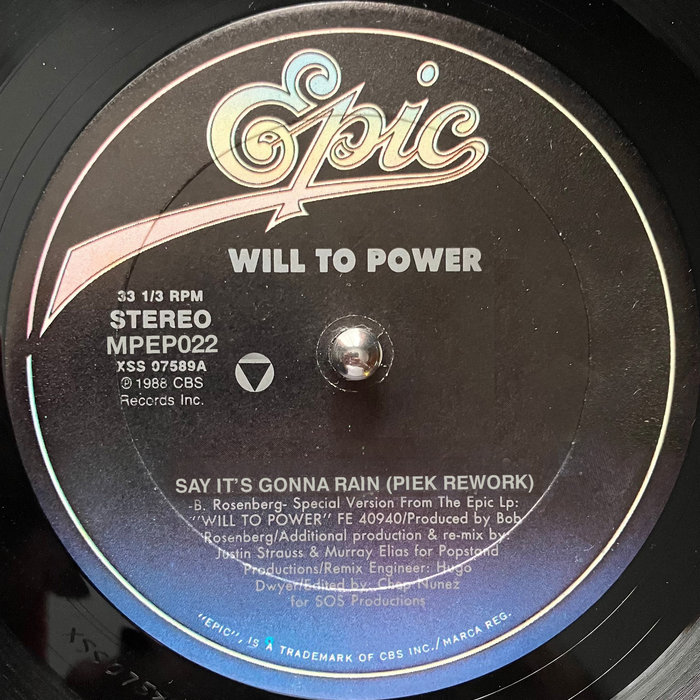 Epic
WILL TO POWER
33 1/3 RPM
STEREO
MPEP022
XSS 07589A
℗ 1988 CBS
Records Inc.
SAY IT'S GONNA RAIN (PIEK REWORK)
-B. Rosenberg- Special Version From The Epic Lp:
"WILL TO POWER" FE 40940/Produced by Bob
Rosenberg/Additional production & re-mix by:
Justin Strauss & Murray Elias for Popstand
Productions/Remix Engineer: Hugo
Dwyer/Edited by: Chep Nunez
for SOS Productions
"EPIC", IS A TRADEMARK OF CBS INC./MARCA REG.